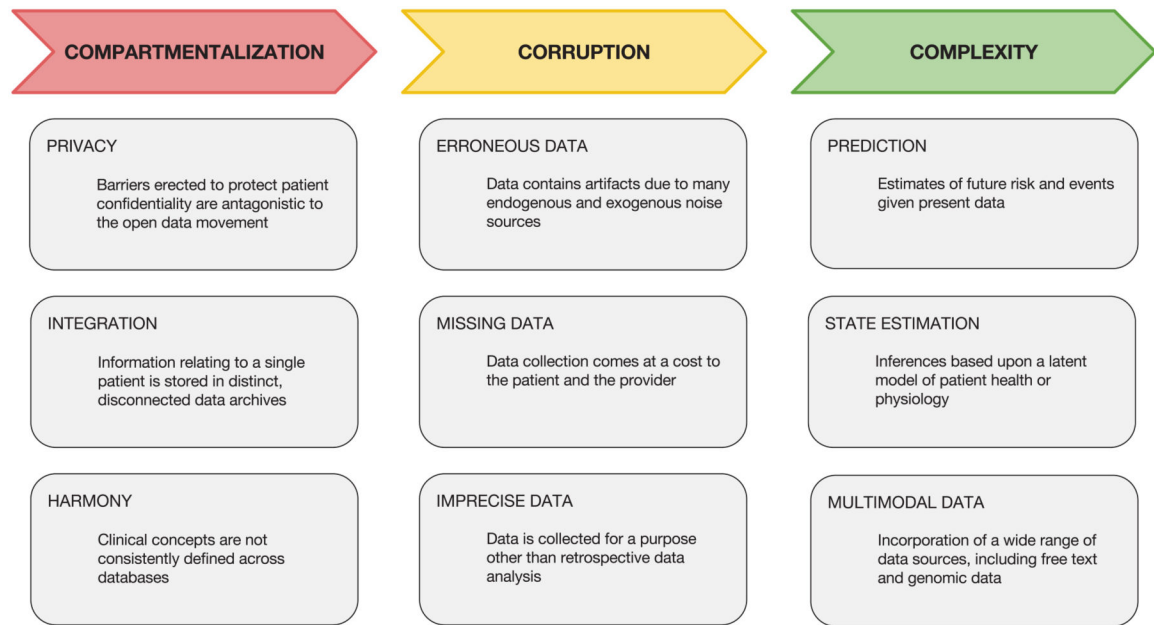 COMPARTMENTALIZATION
PRIVACY
Barriers erected to protect patient
confidentiality are antagonistic to
the open data movement
INTEGRATION
Information relating to a single
patient is stored in distinct,
disconnected data archives
HARMONY
Clinical concepts are not
consistently defined across
databases
CORRUPTION
ERRONEOUS DATA
Data contains artifacts due to many
endogenous and exogenous noise
sources
MISSING DATA
Data collection comes at a cost to
the patient and the provider
IMPRECISE DATA
Data is collected for a purpose
other than retrospective data
analysis
COMPLEXITY
PREDICTION
Estimates of future risk and events
given present data
STATE ESTIMATION
Inferences based upon a latent
model of patient health or
physiology
MULTIMODAL DATA
Incorporation of a wide range of
data sources, including free text
and genomic data